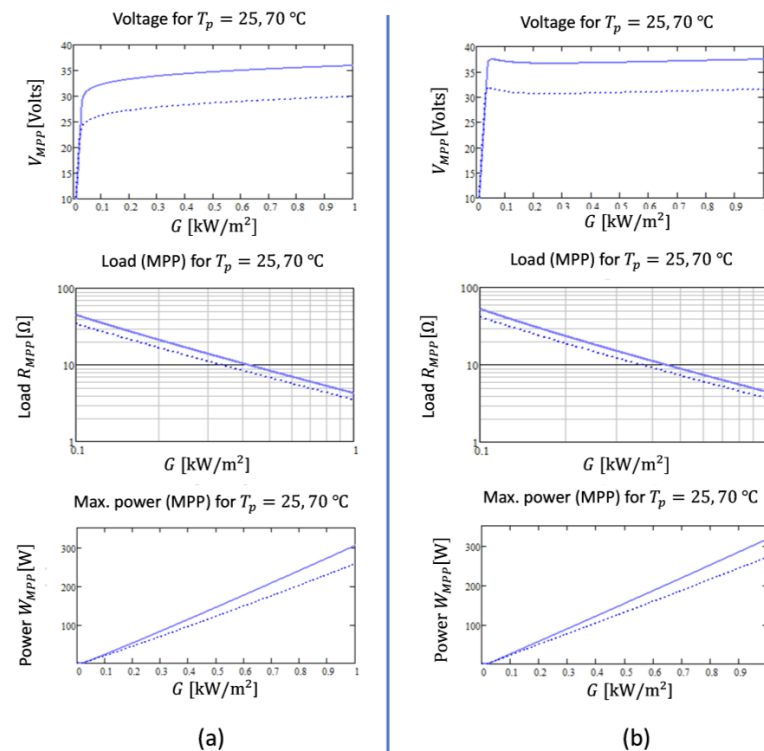 Voltage for T_p = 25, 70 °C
V_MPP [Volts]
40
35
30
25
20
15
10
0 0.1 0.2 0.3 0.4 0.5 0.6 0.7 0.8 0.9 1
G [kW/m²]
Load (MPP) for T_p = 25, 70 °C
Load R_MPP [Ω]
100
10
1
0.1 1
G [kW/m²]
Max. power (MPP) for T_p = 25, 70 °C
Power W_MPP [W]
300
200
100
0 0.1 0.2 0.3 0.4 0.5 0.6 0.7 0.8 0.9 1
G [kW/m²]
(a)
Voltage for T_p = 25, 70 °C
V_MPP [Volts]
40
35
30
25
20
15
10
0 0.1 0.2 0.3 0.4 0.5 0.6 0.7 0.8 0.9
G [kW/m²]
Load (MPP) for T_p = 25, 70 °C
Load R_MPP [Ω]
100
10
1
0.1
G [kW/m²]
Max. power (MPP) for T_p = 25, 70 °C
Power W_MPP [W]
300
200
100
0 0.1 0.2 0.3 0.4 0.5 0.6 0.7 0.8 0.9
G [kW/m²]
(b)